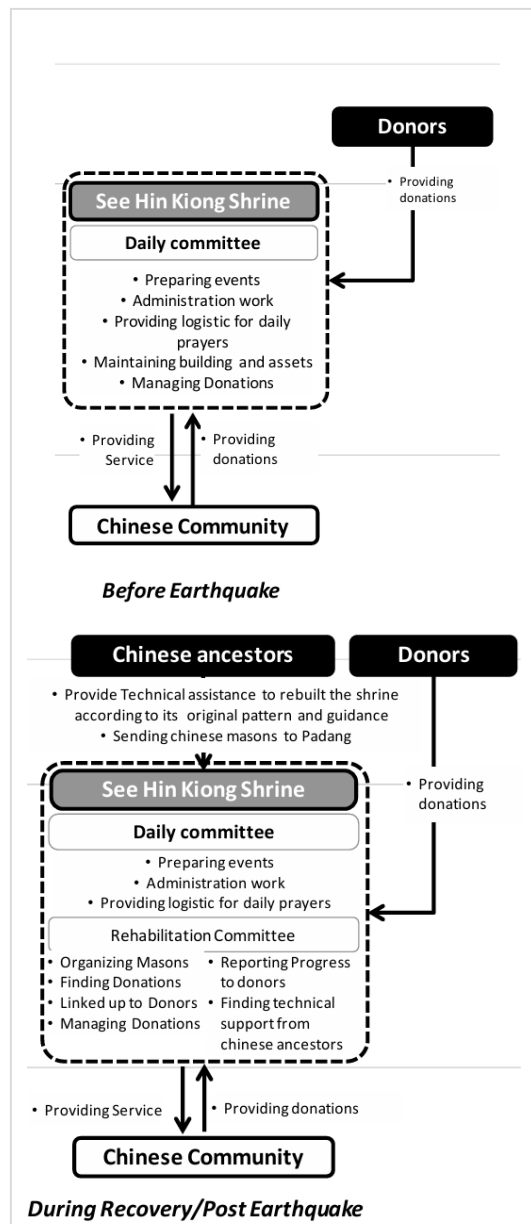 Donors
• Providing
donations
See Hin Kiong Shrine
Daily committee
• Preparing events
• Administration work
• Providing logistic for daily
prayers
• Maintaining building and assets
• Managing Donations
• Providing
Service
• Providing
donations
Chinese Community
Before Earthquake
Chinese ancestors
Donors
• Provide Technical assistance to rebuilt the shrine
according to its original pattern and guidance
• Sending chinese masons to Padang
• Providing
donations
See Hin Kiong Shrine
Daily committee
• Preparing events
• Administration work
• Providing logistic for daily prayers
Rehabilitation Committee
• Organizing Masons
• Finding Donations
• Linked up to Donors
• Managing Donations
• Reporting Progress
to donors
• Finding technical
support from
chinese ancestors
• Providing Service
• Providing donations
Chinese Community
During Recovery/Post Earthquake